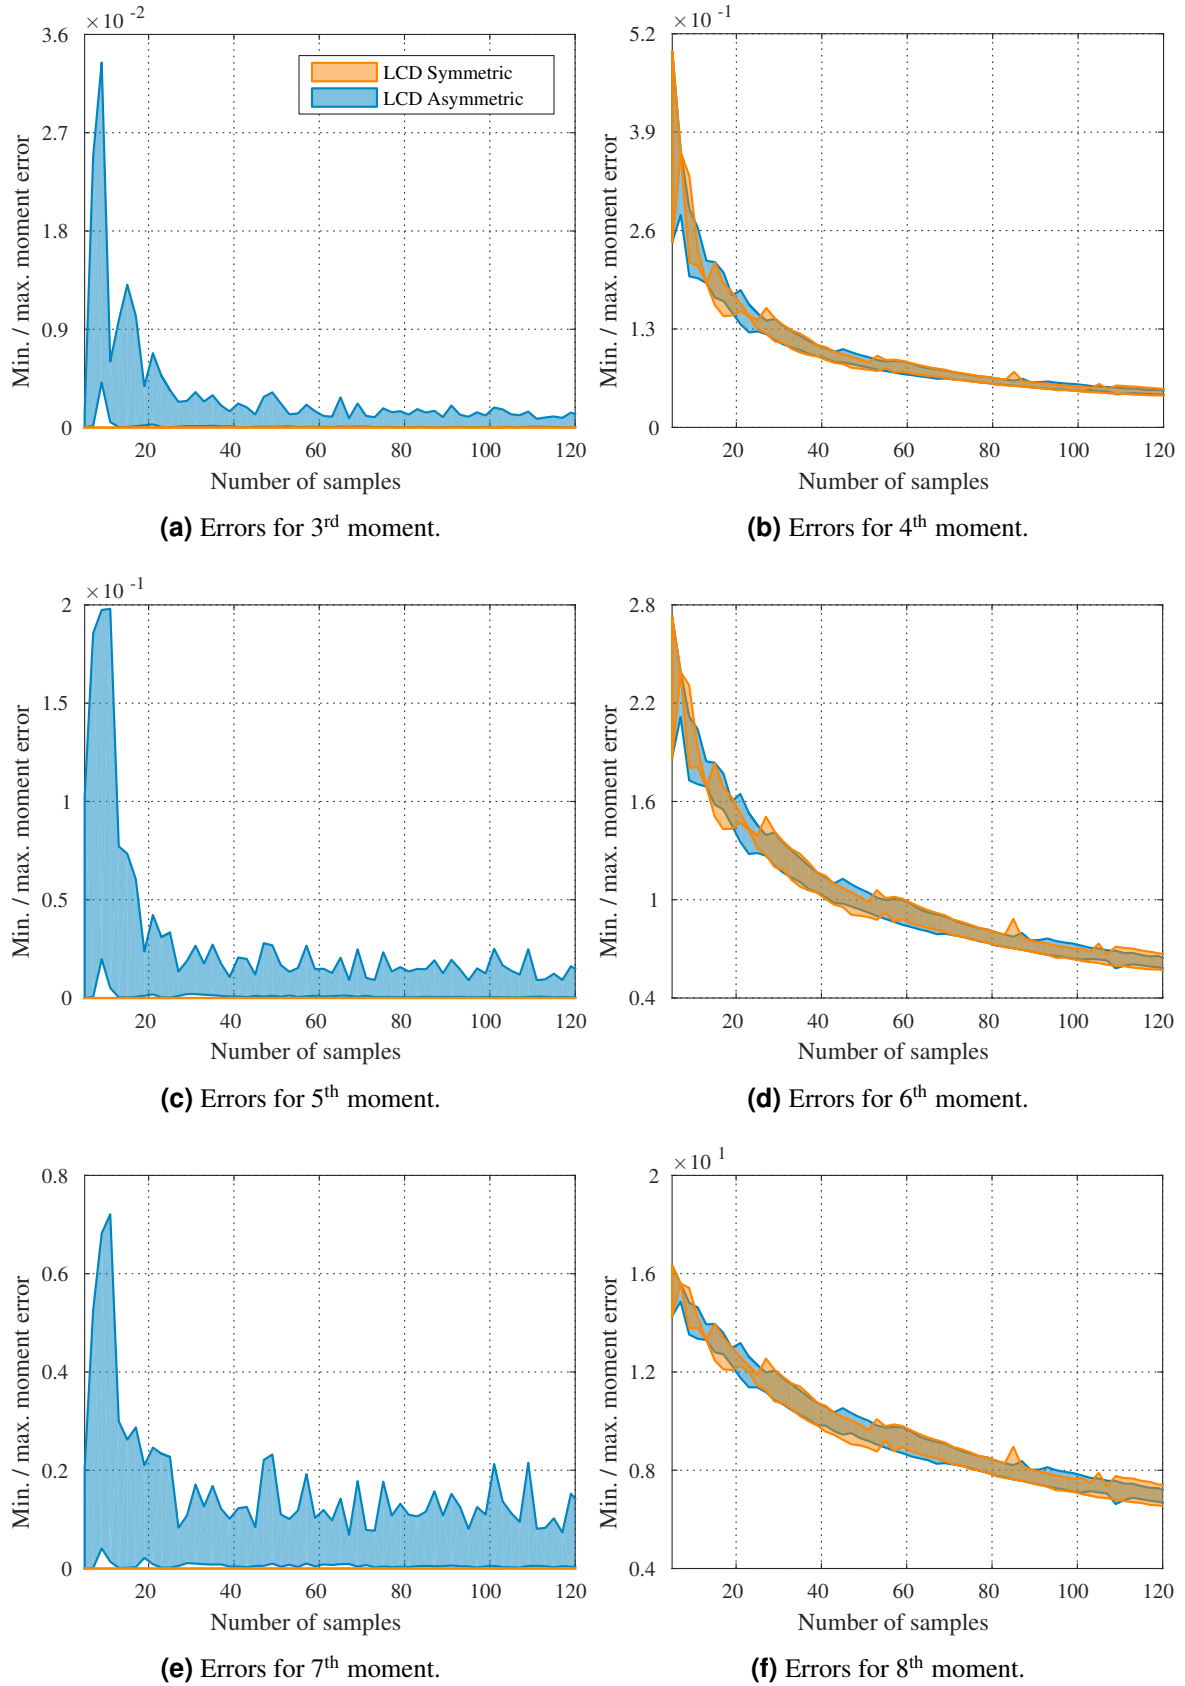 ×10 -2
3.6
2.7
1.8
0.9
0
Min. / max. moment error
LCD Symmetric
LCD Asymmetric
20 40 60 80 100 120
Number of samples
(a) Errors for 3rd moment.
×10 -1
5.2
3.9
2.6
1.3
0
Min. / max. moment error
20 40 60 80 100 120
Number of samples
(b) Errors for 4th moment.
×10 -1
2
1.5
1
0.5
0
Min. / max. moment error
20 40 60 80 100 120
Number of samples
(c) Errors for 5th moment.
2.8
2.2
1.6
1
0.4
Min. / max. moment error
20 40 60 80 100 120
Number of samples
(d) Errors for 6th moment.
0.8
0.6
0.4
0.2
0
Min. / max. moment error
20 40 60 80 100 120
Number of samples
(e) Errors for 7th moment.
×10 1
2
1.6
1.2
0.8
0.4
Min. / max. moment error
20 40 60 80 100 120
Number of samples
(f) Errors for 8th moment.